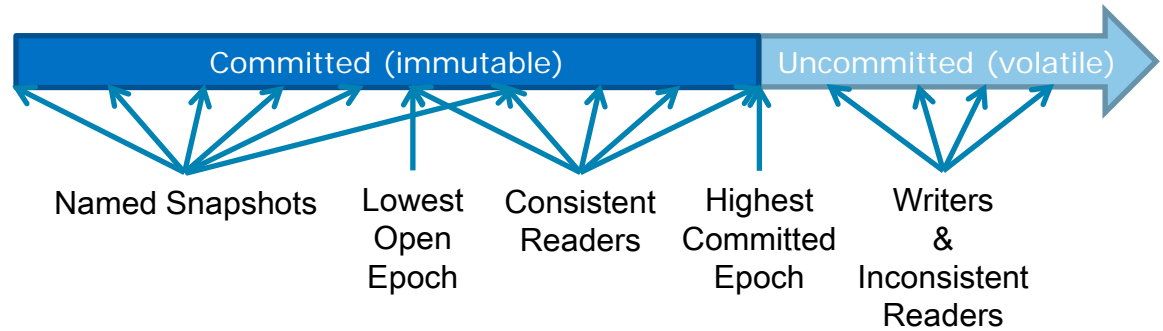 Committed (immutable)
Uncommitted (volatile)
Named Snapshots
Lowest
Open
Epoch
Consistent
Readers
Highest
Committed
Epoch
Writers
&
Inconsistent
Readers